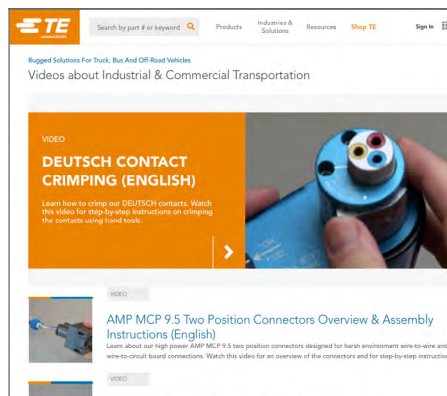 TE
connectivity
Search by part # or keyword
Products
Industries &
Solutions
Resources
Shop TE
Sign In
Rugged Solutions For Truck, Bus And Off-Road Vehicles
Videos about Industrial & Commercial Transportation
VIDEO
DEUTSCH CONTACT
CRIMPING (ENGLISH)
Learn how to crimp our DEUTSCH contacts. Watch
this video for step-by-step instructions on crimping
the contacts using hand tools.
VIDEO
AMP MCP 9.5 Two Position Connectors Overview & Assembly
Instructions (English)
Learn about our high power AMP MCP 9.5 two position connectors designed for harsh environment wire-to-wire and
wire-to-circuit board connections. Watch this video for an overview of the connectors and for step-by-step instruction
VIDEO